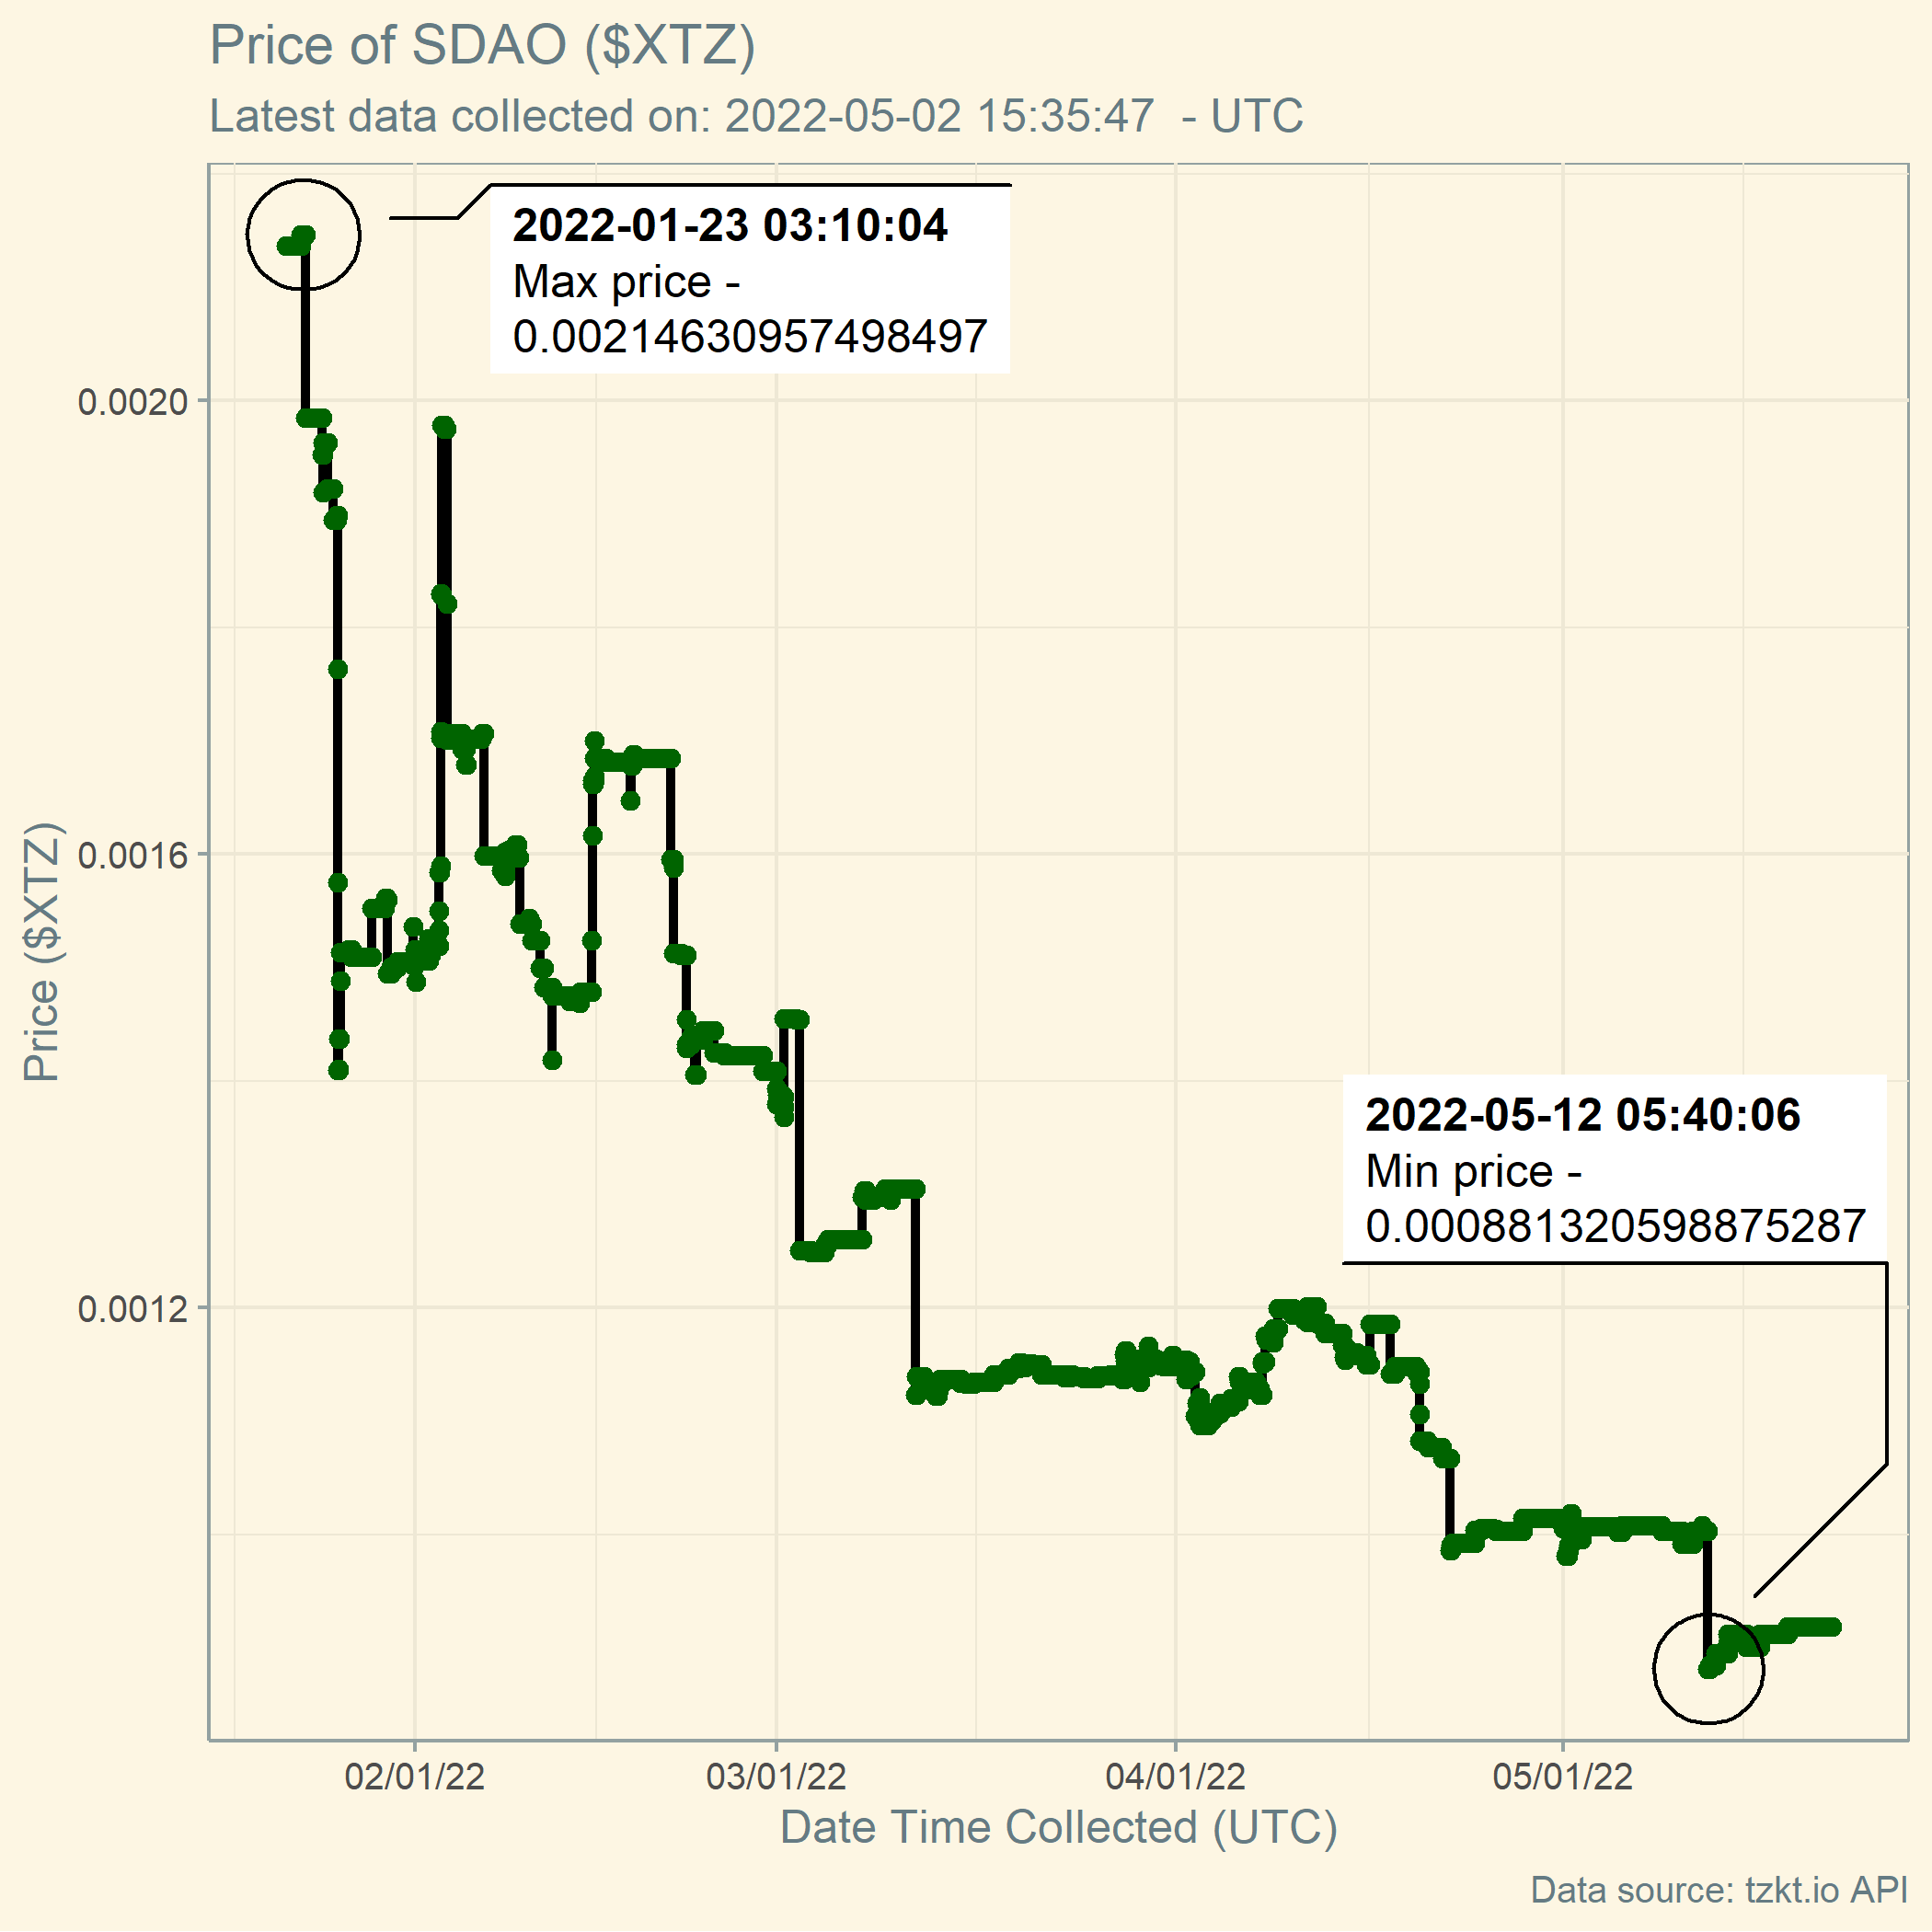 Price of SDAO ($XTZ)
Latest data collected on: 2022-05-02 15:35:47  - UTC
2022-01-23 03:10:04
Max price -
0.00214630957498497
0.0020
0.0016
0.0012
Price ($XTZ)
2022-05-12 05:40:06
Min price -
0.000881320598875287
02/01/22
03/01/22
04/01/22
05/01/22
Date Time Collected (UTC)
Data source: tzkt.io API